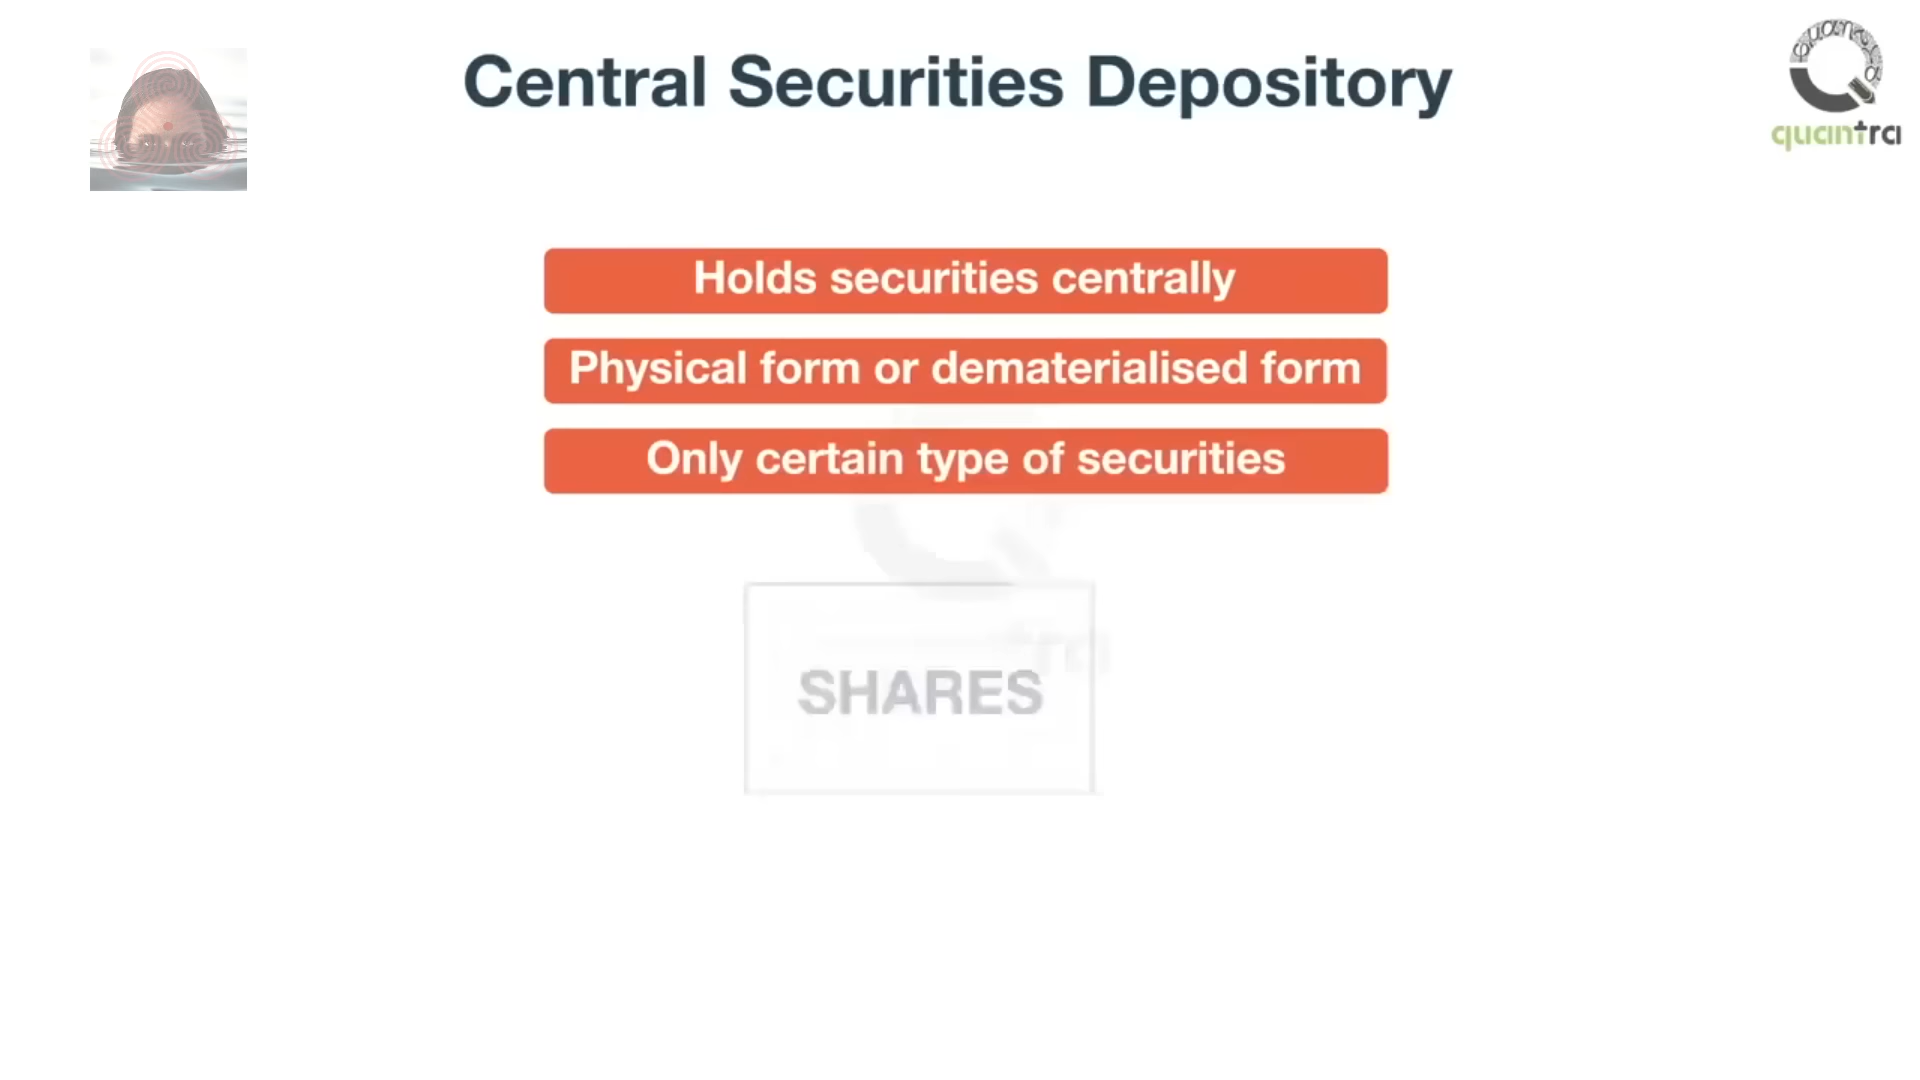 Central Securities Depository
quantra
Holds securities centrally
Physical form or dematerialised form
Only certain type of securities
SHARES